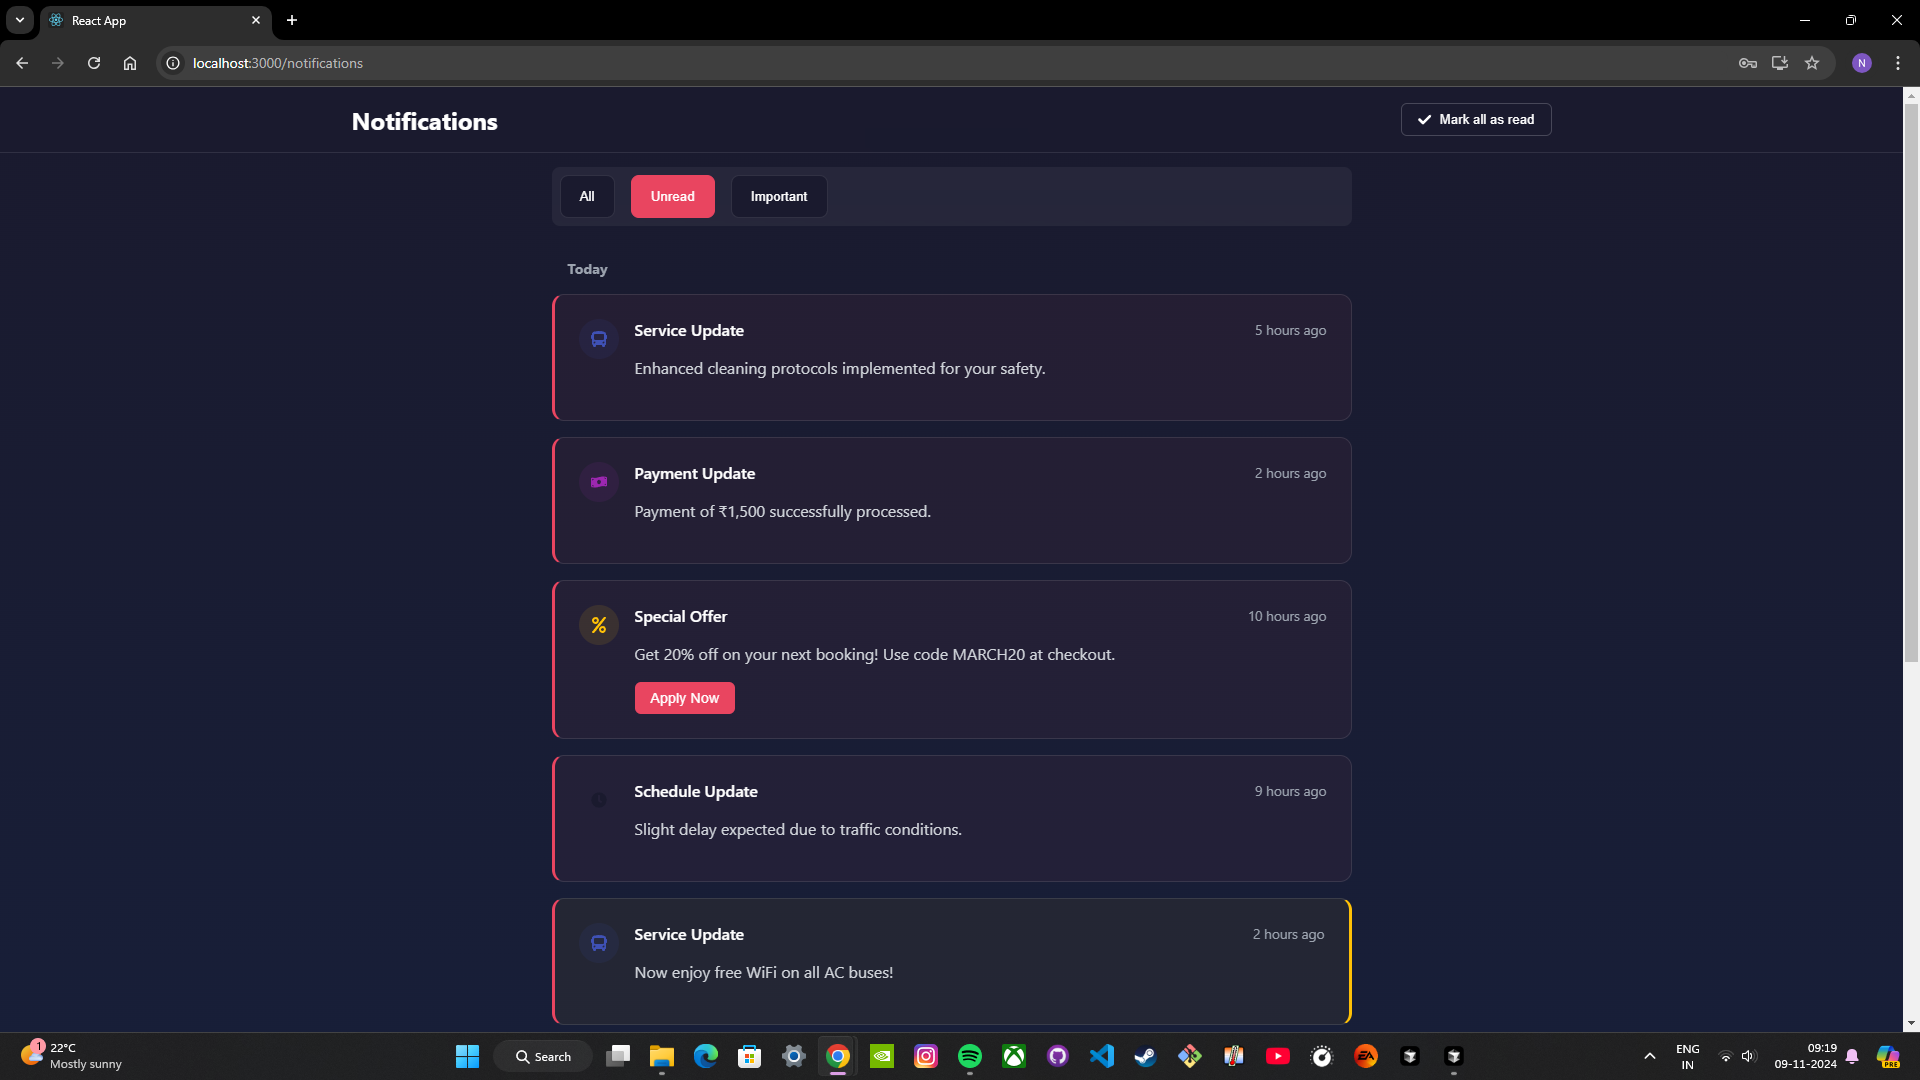 React App
localhost:3000/notifications
N
Notifications
Mark all as read
All
Unread
Important
Today
Service Update
5 hours ago
Enhanced cleaning protocols implemented for your safety.
Payment Update
2 hours ago
Payment of ₹1,500 successfully processed.
%
Special Offer
10 hours ago
Get 20% off on your next booking! Use code MARCH20 at checkout.
Apply Now
Schedule Update
9 hours ago
Slight delay expected due to traffic conditions.
Service Update
2 hours ago
Now enjoy free WiFi on all AC buses!
1
22°C
Mostly sunny
Search
EA
ENG
IN
09:19
09-11-2024
PRE